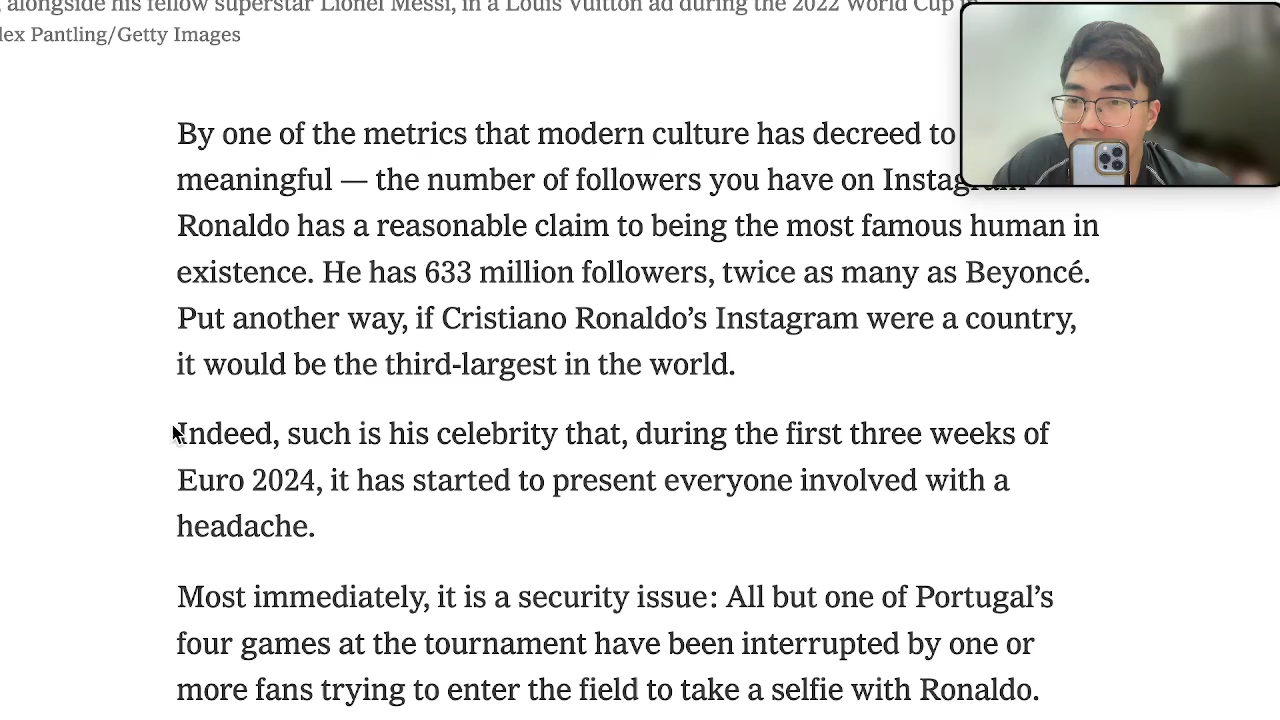 alongside his fellow superstar Lionel Messi, in a Louis Vuitton ad during the 2022 World Cup
Pantling/Getty Images
By one of the metrics that modern culture has decreed to
meaningful — the number of followers you have on Instagram
Ronaldo has a reasonable claim to being the most famous human in
existence. He has 633 million followers, twice as many as Beyoncé.
Put another way, if Cristiano Ronaldo’s Instagram were a country,
it would be the third-largest in the world.
Indeed, such is his celebrity that, during the first three weeks of
Euro 2024, it has started to present everyone involved with a
headache.
Most immediately, it is a security issue: All but one of Portugal’s
four games at the tournament have been interrupted by one or
more fans trying to enter the field to take a selfie with Ronaldo.